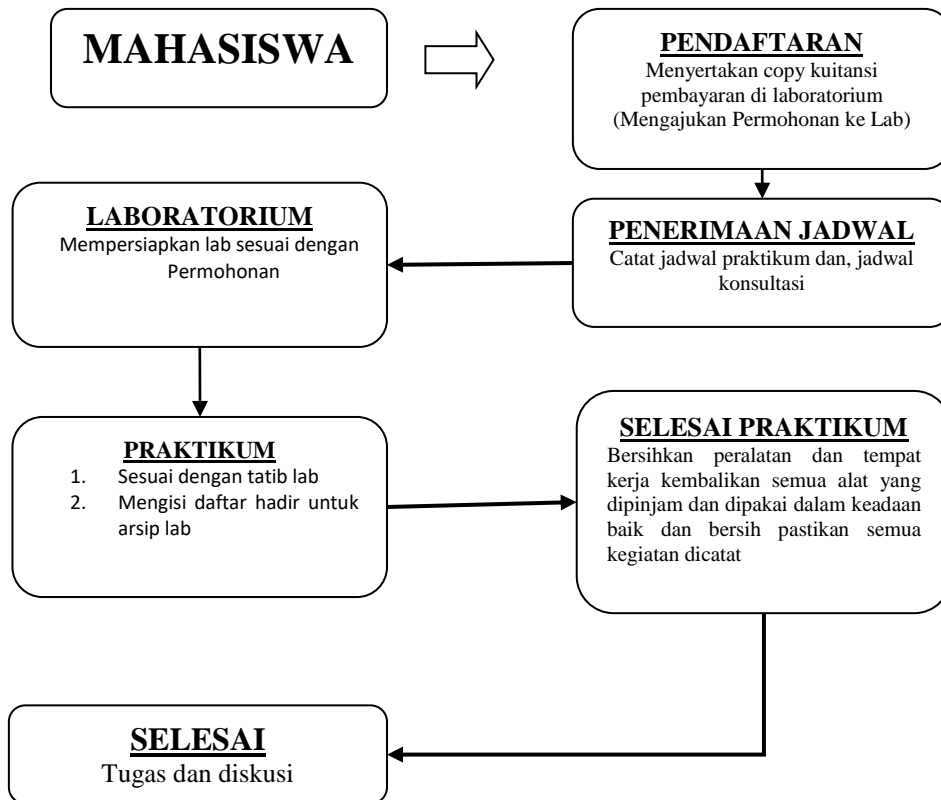 MAHASISWA
PENDAFTARAN
Menyertakan copy kuitansi
pembayaran di laboratorium
(Mengajukan Permohonan ke Lab)
PENERIMAAN JADWAL
Catat jadwal praktikum dan, jadwal
konsultasi
LABORATORIUM
Mempersiapkan lab sesuai dengan
Permohonan
PRAKTIKUM
1. Sesuai dengan tatib lab
2. Mengisi daftar hadir untuk
arsip lab
SELESAI PRAKTIKUM
Bersihkan peralatan dan tempat
kerja kembalikan semua alat yang
dipinjam dan dipakai dalam keadaan
baik dan bersih pastikan semua
kegiatan dicatat
SELESAI
Tugas dan diskusi